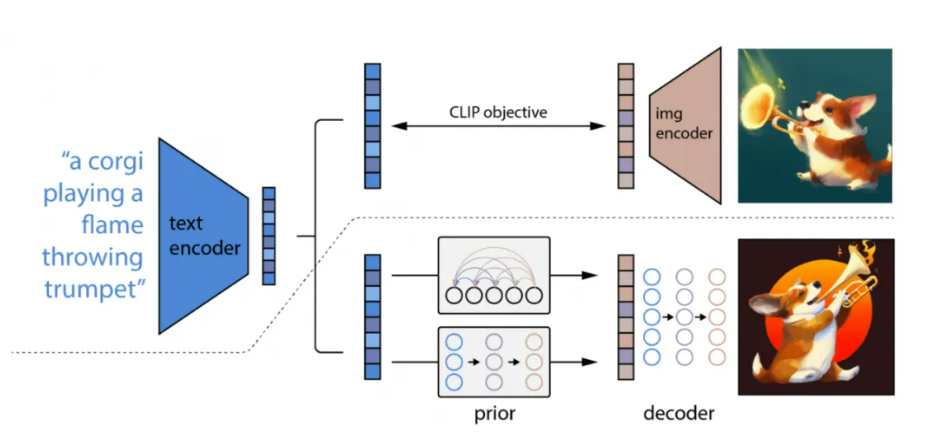 “a corgi
playing a
flame
throwing
trumpet”
text
encoder
CLIP objective
img
encoder
prior
decoder